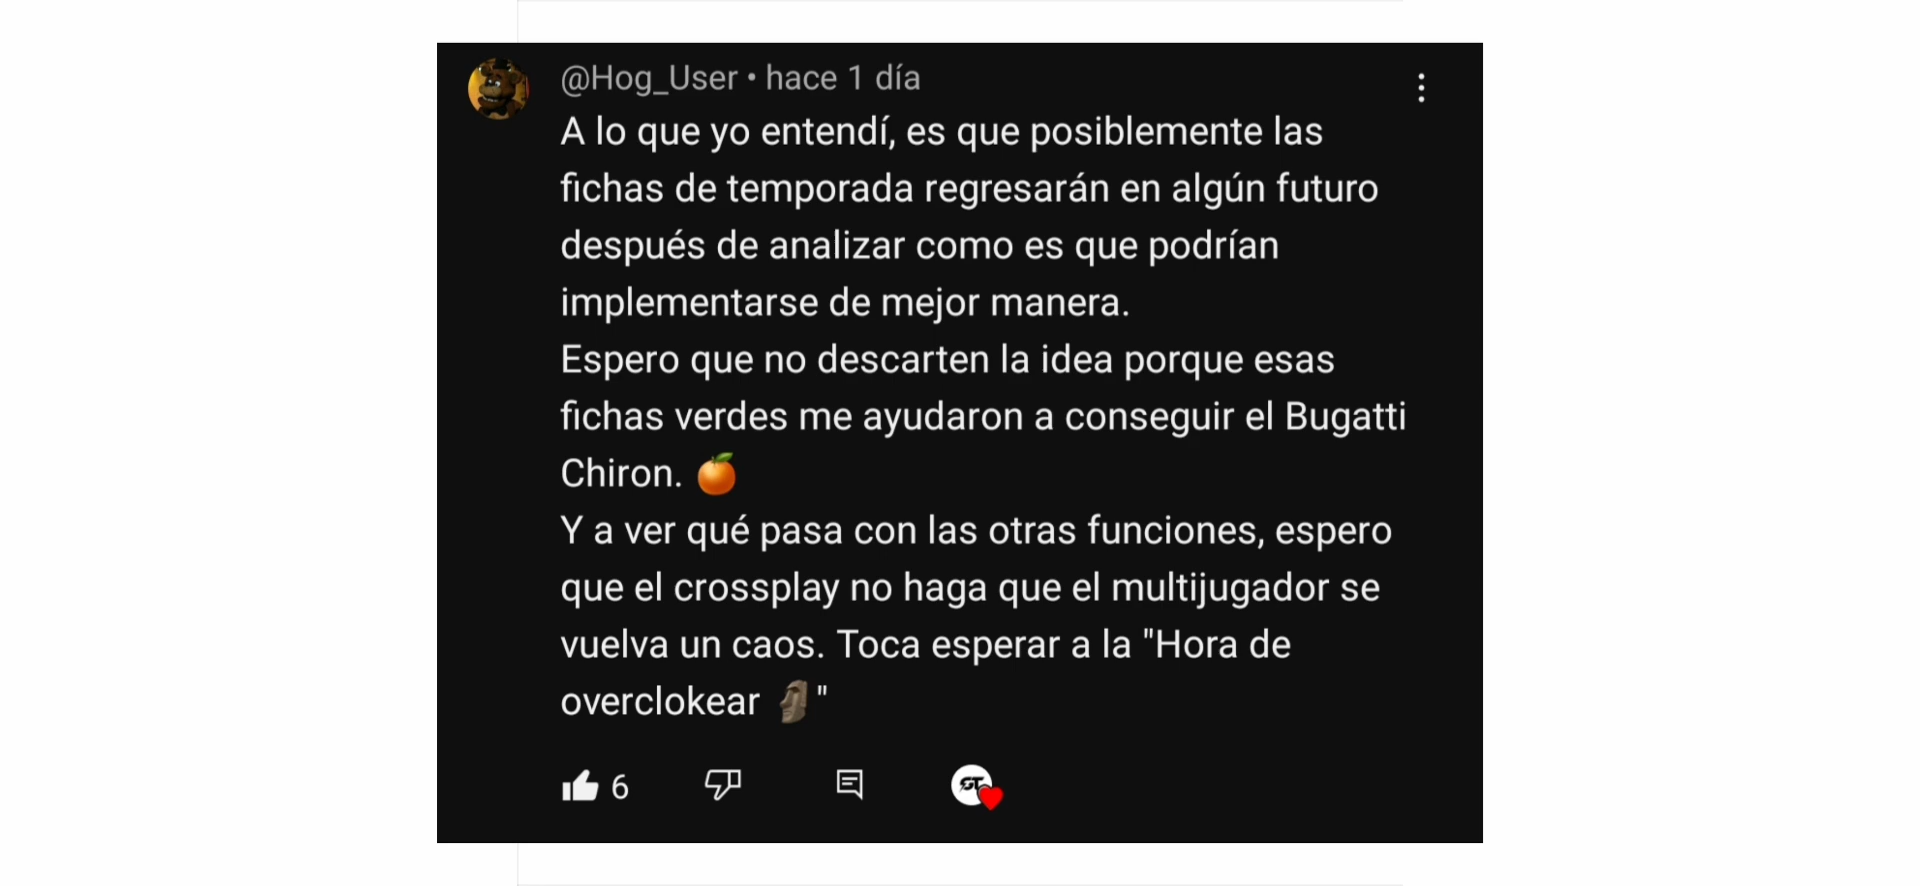 @Hog_User • hace 1 día
A lo que yo entendí, es que posiblemente las
fichas de temporada regresarán en algún futuro
después de analizar como es que podrían
implementarse de mejor manera.
Espero que no descarten la idea porque esas
fichas verdes me ayudaron a conseguir el Bugatti
Chiron. 🍊
Y a ver qué pasa con las otras funciones, espero
que el crossplay no haga que el multijugador se
vuelva un caos. Toca esperar a la "Hora de
overclokear 🗿"
6
GT